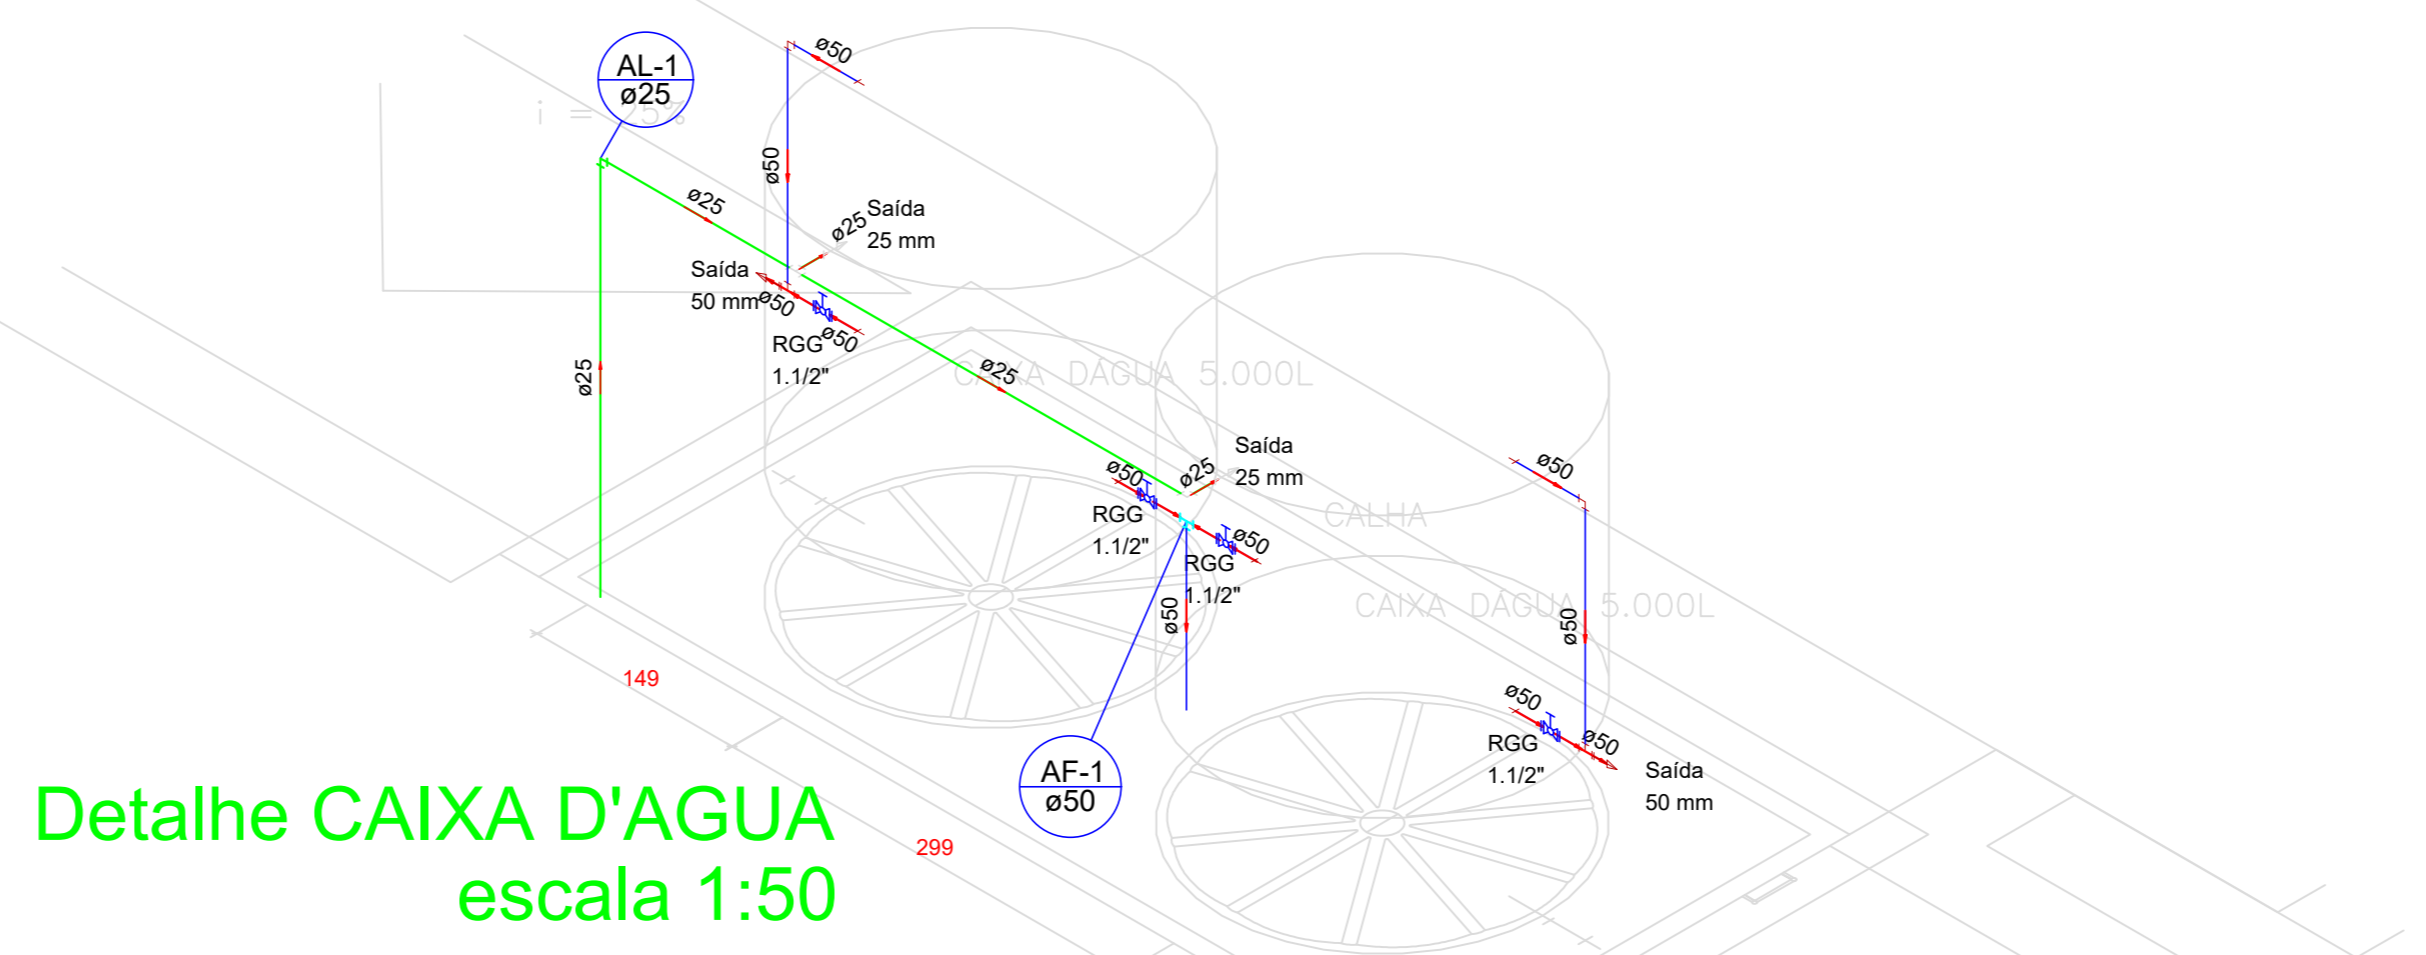 ø50
AL-1
ø25
i = 25%
ø50
ø25
ø25
Saída
25 mm
Saída
50 mm
ø50
ø50
RGG
1.1/2"
ø25
ø25
CAIXA DÁGUA 5.000L
Saída
25 mm
ø50
ø25
ø50
RGG
1.1/2"
ø50
RGG
1.1/2"
CALHA
CAIXA DÁGUA 5.000L
ø50
ø50
149
ø50
ø50
RGG
1.1/2"
Saída
50 mm
AF-1
ø50
299
Detalhe CAIXA D'AGUA
escala 1:50